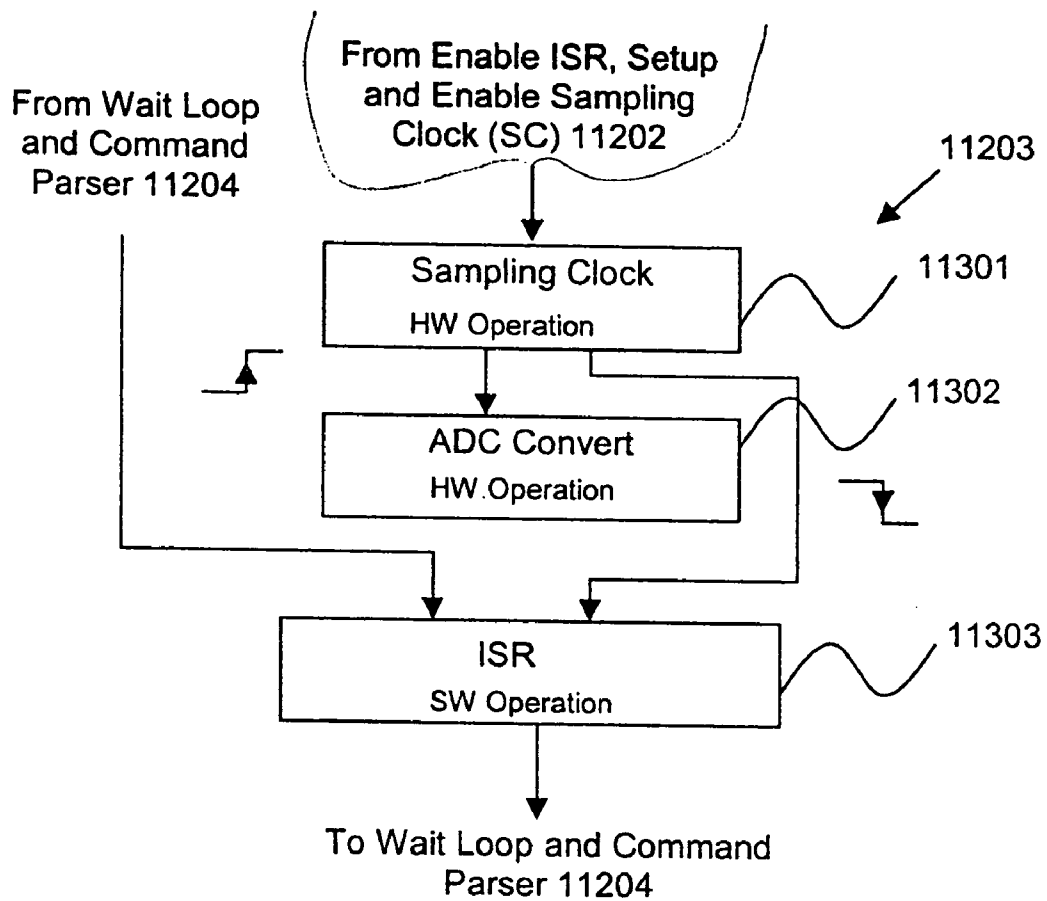 From Enable ISR, Setup
and Enable Sampling
Clock (SC) 11202
From Wait Loop
and Command
Parser 11204
11203
Sampling Clock
HW Operation
11301
11302
ADC Convert
HW Operation
ISR
SW Operation
11303
To Wait Loop and Command
Parser 11204